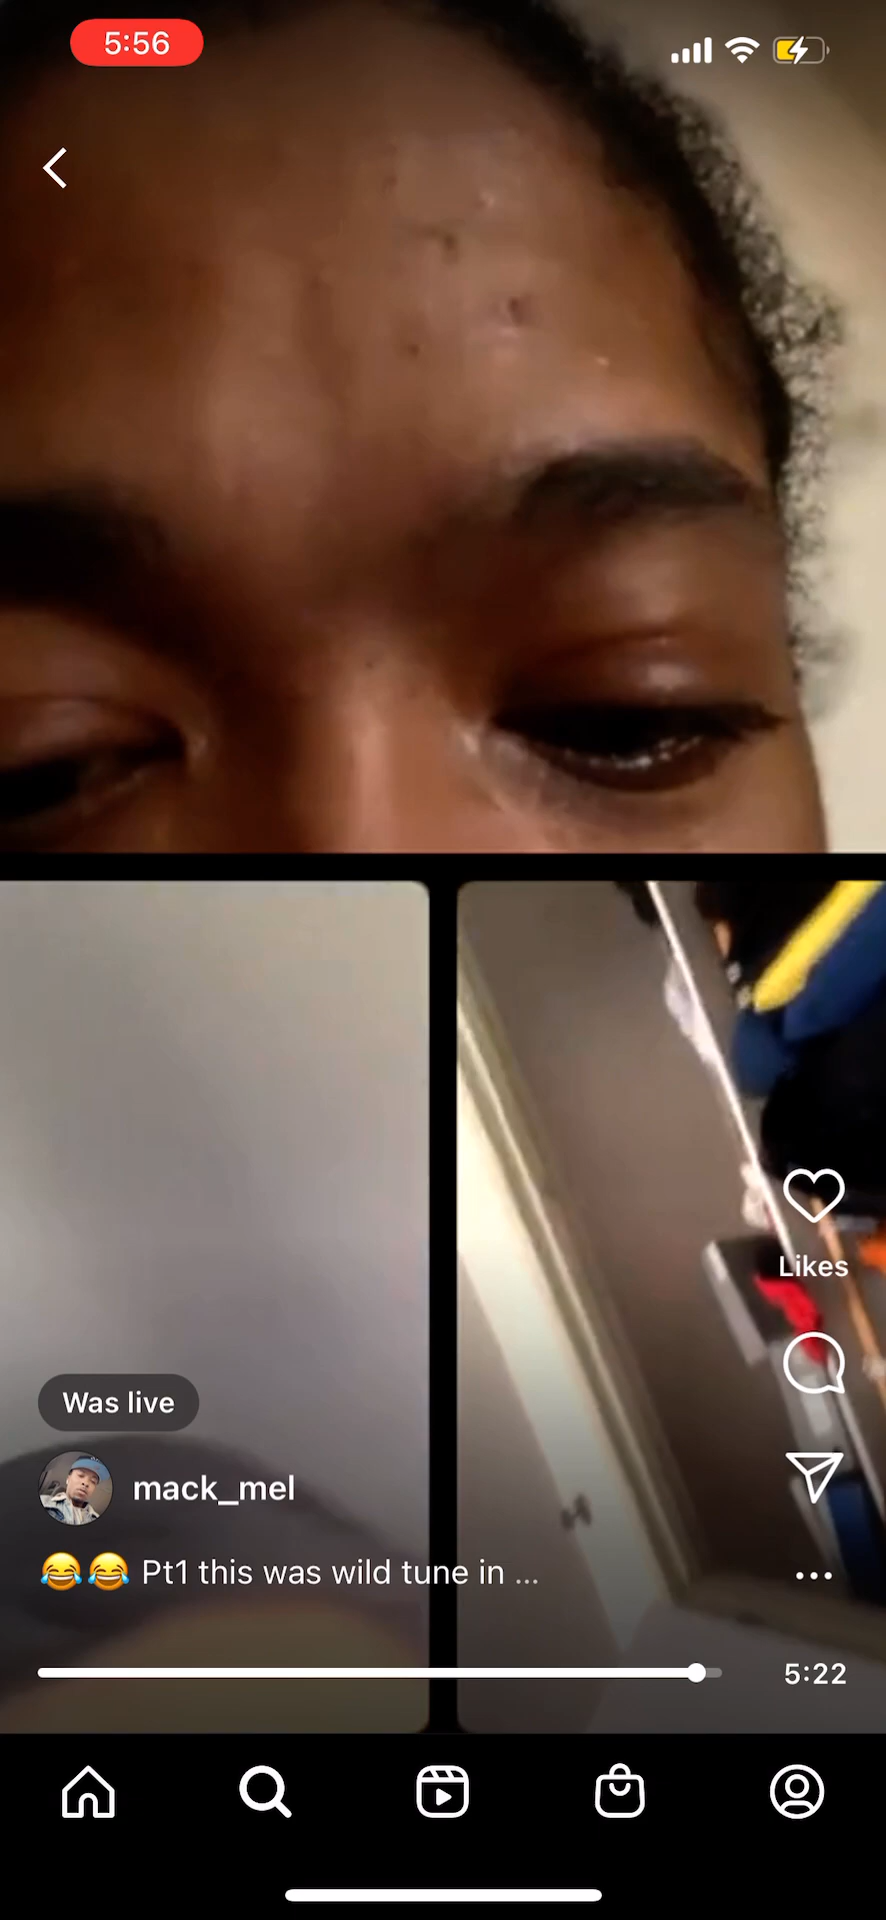 5:56
Likes
Was live
mack_mel
😂😂 Pt1 this was wild tune in ...
5:22